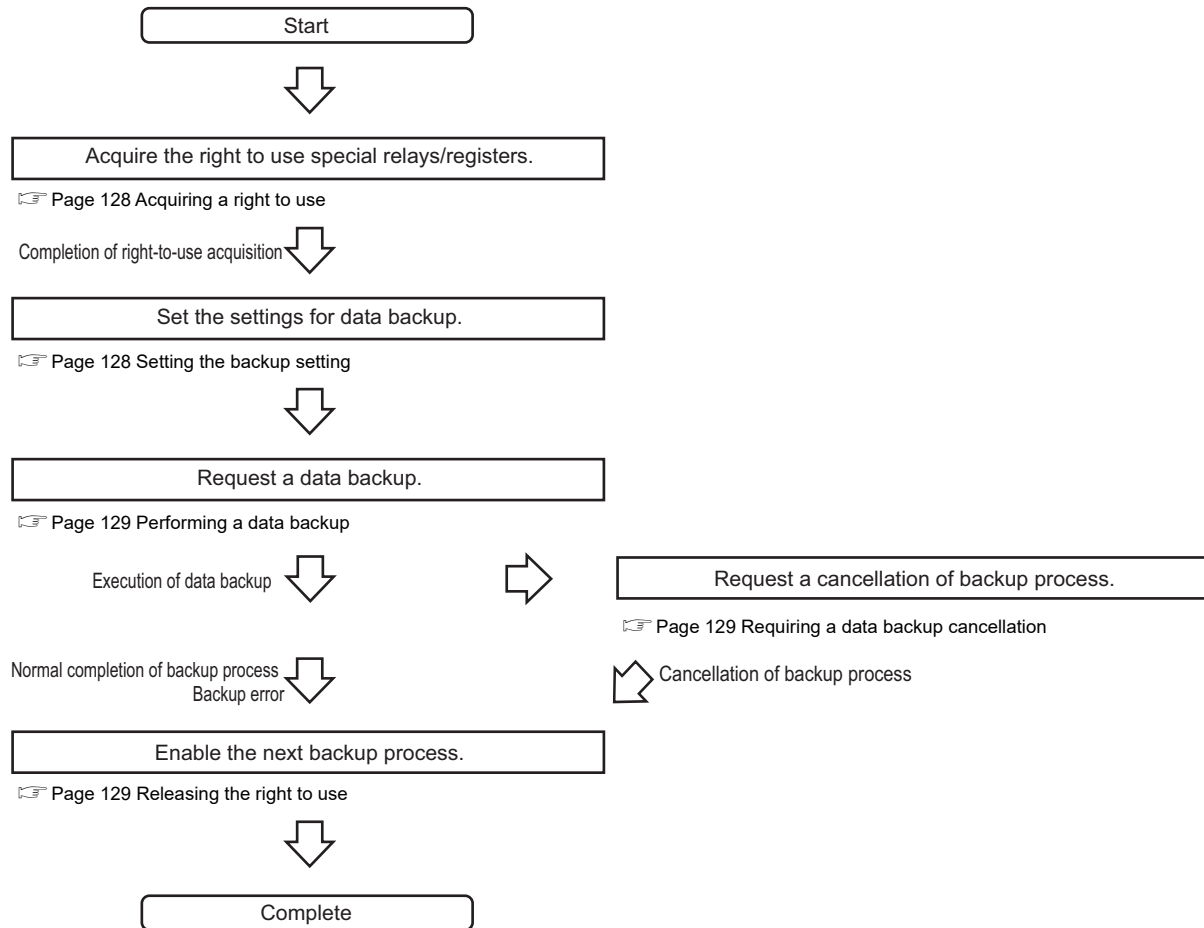 Start
Acquire the right to use special relays/registers.
Page 128 Acquiring a right to use
Completion of right-to-use acquisition
Set the settings for data backup.
Page 128 Setting the backup setting
Request a data backup.
Page 129 Performing a data backup
Execution of data backup
Request a cancellation of backup process.
Page 129 Requiring a data backup cancellation
Normal completion of backup process
Backup error
Cancellation of backup process
Enable the next backup process.
Page 129 Releasing the right to use
Complete